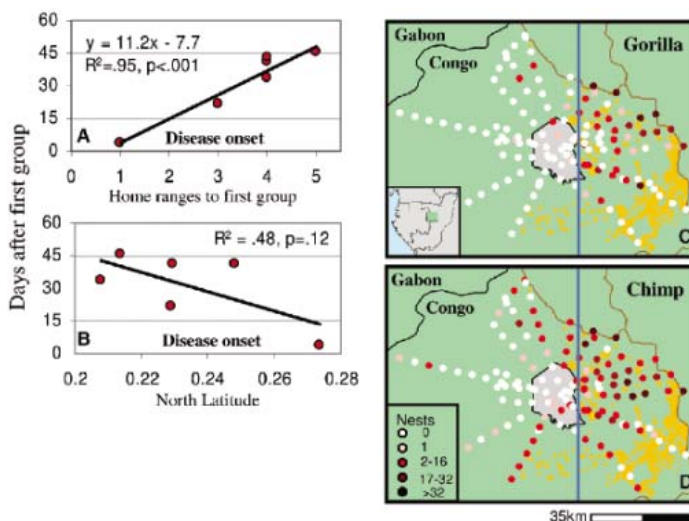 Days after first group
60
45
30
15
0
y = 11.2x - 7.7
R²=.95, p<.001
A
Disease onset
0 1 2 3 4 5
Home ranges to first group
60
45
30
15
0
R² = .48, p=.12
B
Disease onset
0.2 0.22 0.24 0.26 0.28
North Latitude
Gabon
Congo
Gorilla
C
Gabon
Congo
Chimp
Nests
0
1
2-16
17-32
>32
D
35km